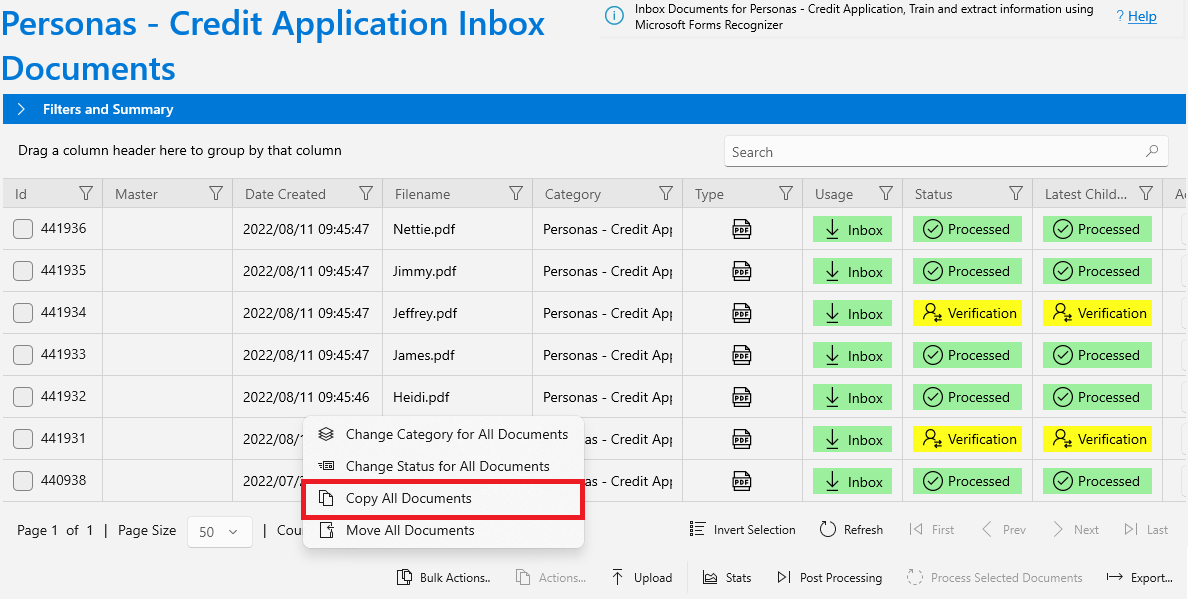 Personas - Credit Application Inbox
Documents
Inbox Documents for Personas - Credit Application, Train and extract information using
Microsoft Forms Recognizer
? Help
Filters and Summary
Drag a column header here to group by that column
Search
Id Master Date Created Filename Category Type Usage Status Latest Child...
441936 2022/08/11 09:45:47 Nettie.pdf Personas - Credit App PDF Inbox Processed Processed
441935 2022/08/11 09:45:47 Jimmy.pdf Personas - Credit App PDF Inbox Processed Processed
441934 2022/08/11 09:45:47 Jeffrey.pdf Personas - Credit App PDF Inbox Verification Verification
441933 2022/08/11 09:45:47 James.pdf Personas - Credit App PDF Inbox Processed Processed
441932 2022/08/11 09:45:46 Heidi.pdf Personas - Credit App PDF Inbox Processed Processed
441931 2022/08/ as - Credit App PDF Inbox Verification Verification
440938 2022/07/ as - Credit App PDF Inbox Processed Processed
Change Category for All Documents
Change Status for All Documents
Copy All Documents
Move All Documents
Page 1 of 1 | Page Size 50 | Cou Invert Selection Refresh First Prev Next Last
Bulk Actions.. Actions... Upload Stats Post Processing Process Selected Documents Export...